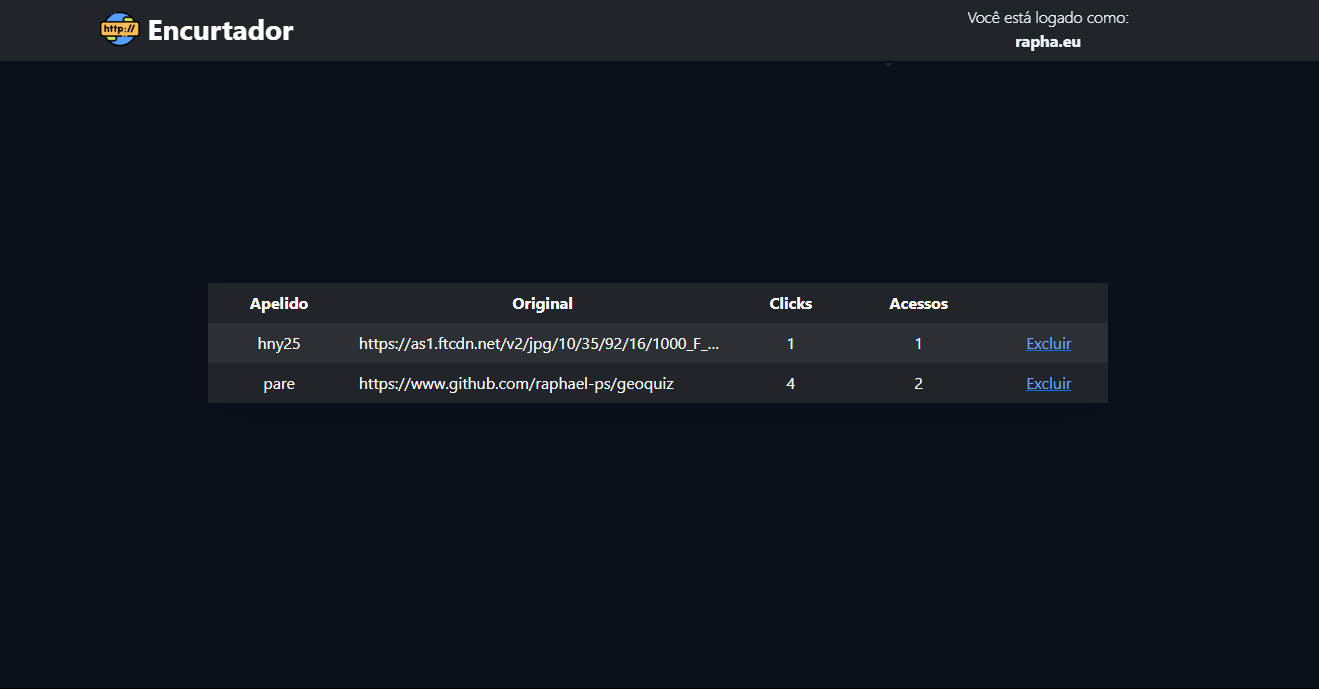 http://
Encurtador
Você está logado como:
rapha.eu
Apelido Original Clicks Acessos
hny25 https://as1.ftcdn.net/v2/jpg/10/35/92/16/1000_F_... 1 1 Excluir
pare https://www.github.com/raphael-ps/geoquiz 4 2 Excluir